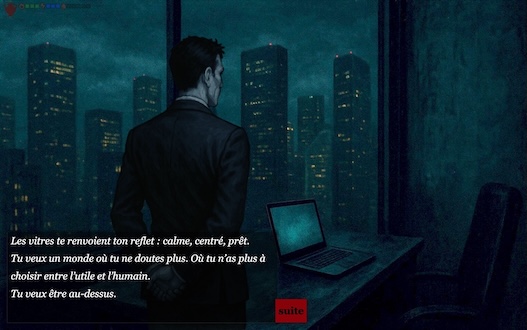 Les vitres te renvoient ton reflet : calme, centré, prêt.
Tu veux un monde où tu ne doutes plus. Où tu n'as plus à
choisir entre l'utile et l'humain.
Tu veux être au-dessus.
suite